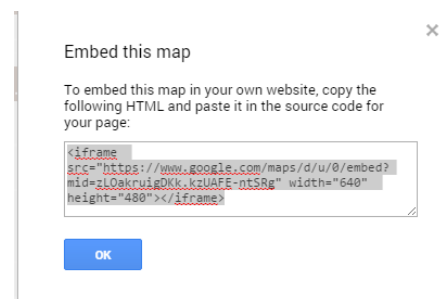 Embed this map
To embed this map in your own website, copy the
following HTML and paste it in the source code for
your page:
<iframe
src="https://www.google.com/maps/d/u/0/embed?
mid=zLOakruigDKk.kzUAFE-ntSRg" width="640"
height="480"></iframe>
OK